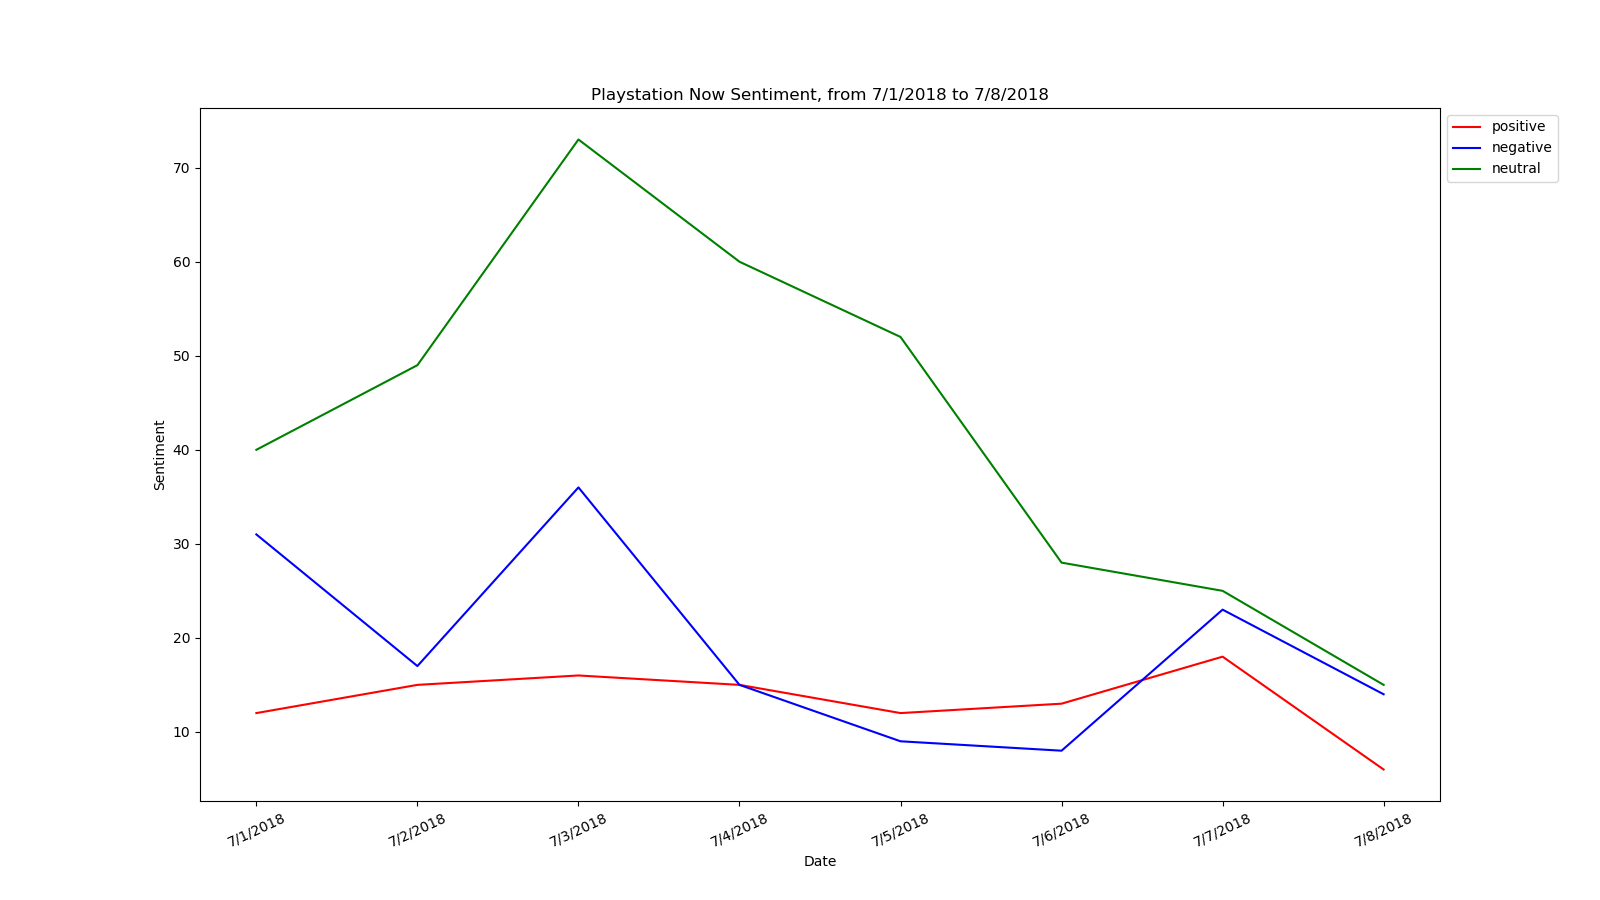 Playstation Now Sentiment, from 7/1/2018 to 7/8/2018
positive
negative
neutral
Sentiment
70
60
50
40
30
20
10
7/1/2018
7/2/2018
7/3/2018
7/4/2018
7/5/2018
7/6/2018
7/7/2018
7/8/2018
Date